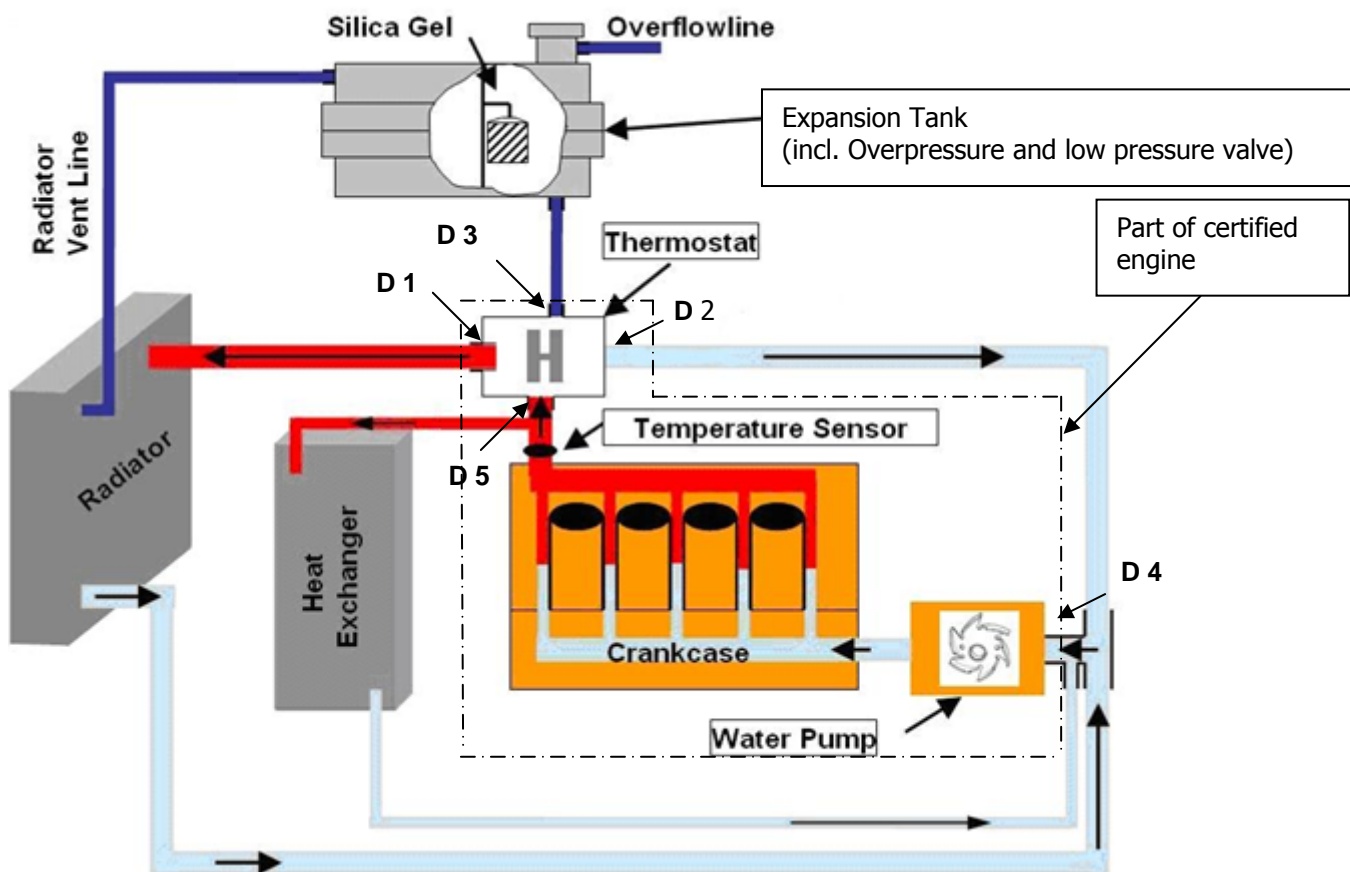 Silica Gel
Overflowline
Expansion Tank
(incl. Overpressure and low pressure valve)
Radiator
Vent Line
Part of certified
engine
D 3
Thermostat
D 1
D 2
Temperature Sensor
D 5
Radiator
Heat
Exchanger
D 4
Crankcase
Water Pump